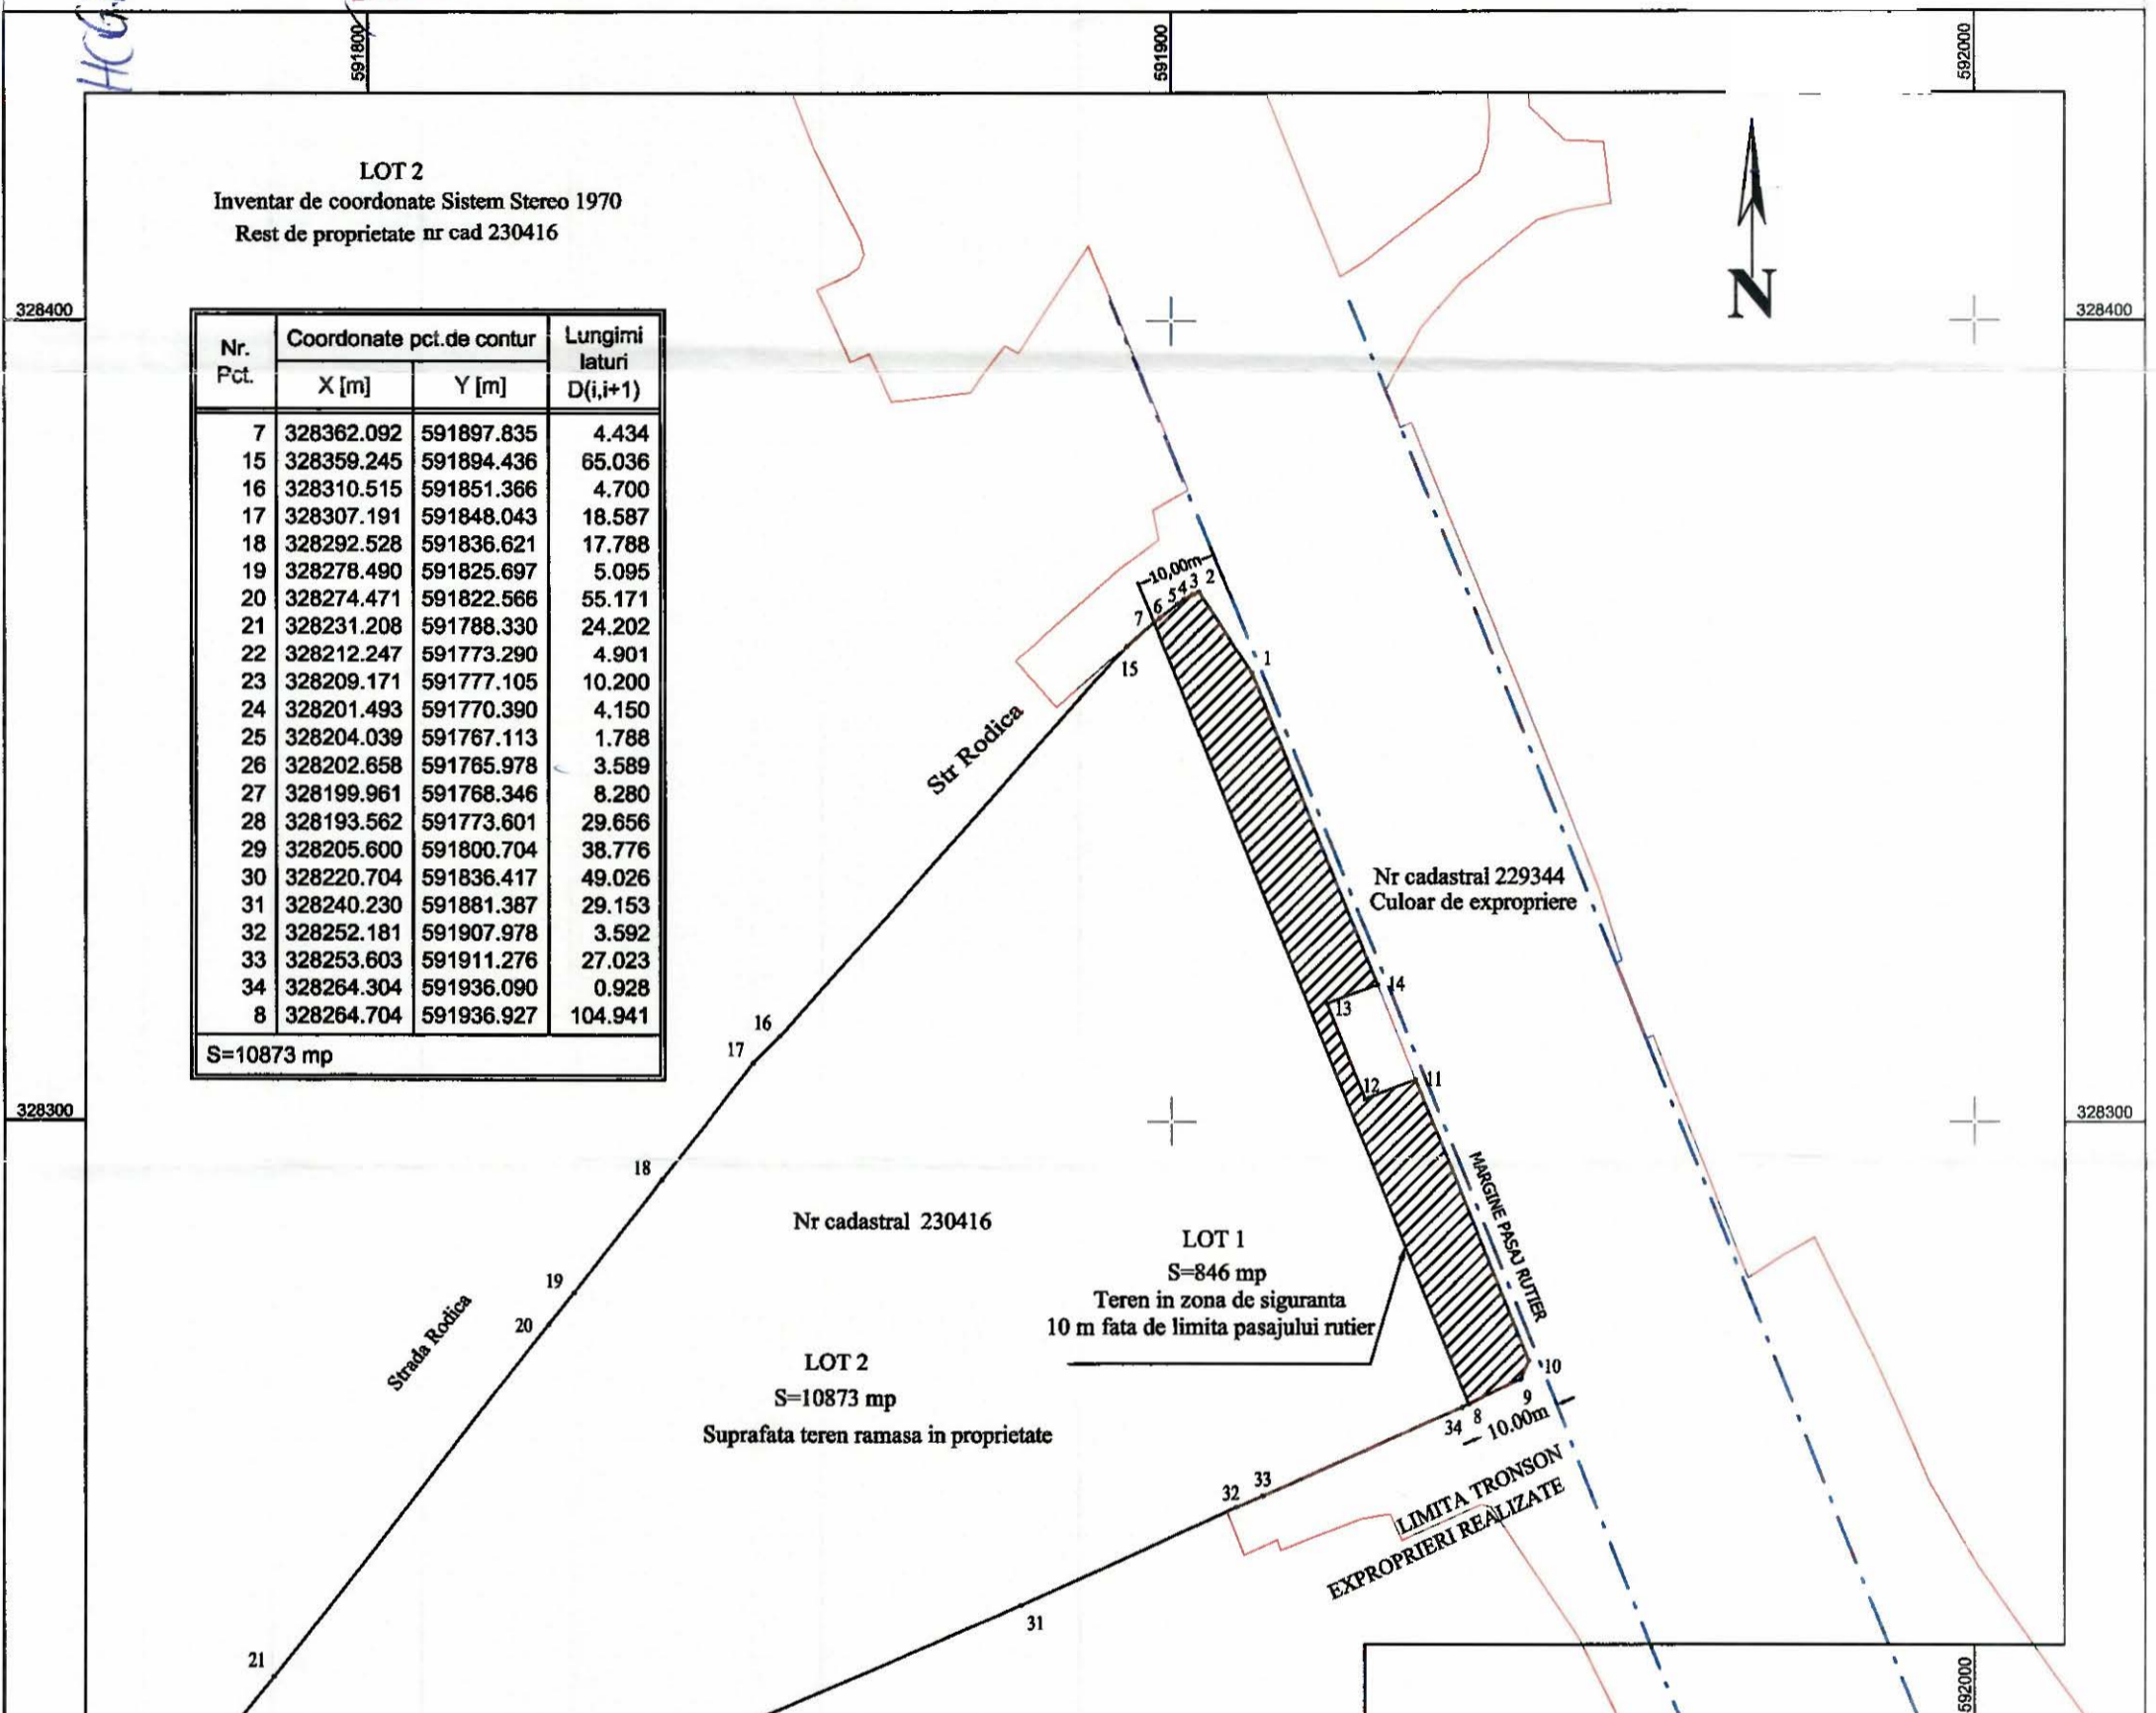 HCG
591800
591900
592000
LOT 2
Inventar de coordonate Sistem Stereo 1970
Rest de proprietate nr cad 230416
N
328400
328400
Nr. Pct. Coordonate pct.de contur Lungimi laturi D(i,i+1)
X [m] Y [m]
7 328362.092 591897.835 4.434
15 328359.245 591894.436 65.036
16 328310.515 591851.366 4.700
17 328307.191 591848.043 18.587
18 328292.528 591836.621 17.788
19 328278.490 591825.697 5.095
20 328274.471 591822.566 55.171
21 328231.208 591788.330 24.202
22 328212.247 591773.290 4.901
23 328209.171 591777.105 10.200
24 328201.493 591770.390 4.150
25 328204.039 591767.113 1.788
26 328202.658 591765.978 3.589
27 328199.961 591768.346 8.280
28 328193.562 591773.601 29.656
29 328205.600 591800.704 38.776
30 328220.704 591836.417 49.026
31 328240.230 591881.387 29.153
32 328252.181 591907.978 3.592
33 328253.603 591911.276 27.023
34 328264.304 591936.090 0.928
8 328264.704 591936.927 104.941
S=10873 mp
10,00m
7 6 5 4 3 2
1
15
Str Rodica
Nr cadastral 229344
Culoar de expropriere
14
13
16
17
12
11
328300
328300
18
MARGINE PASAJ RUTIER
Nr cadastral 230416
LOT 1
S=846 mp
Teren in zona de siguranta
10 m fata de limita pasajului rutier
19
20
Strada Rodica
LOT 2
S=10873 mp
Suprafata teren ramasa in proprietate
10
9
8
34
10.00m
33
32
LIMITA TRONSON
EXPROPRIERI REALIZATE
31
21
592000